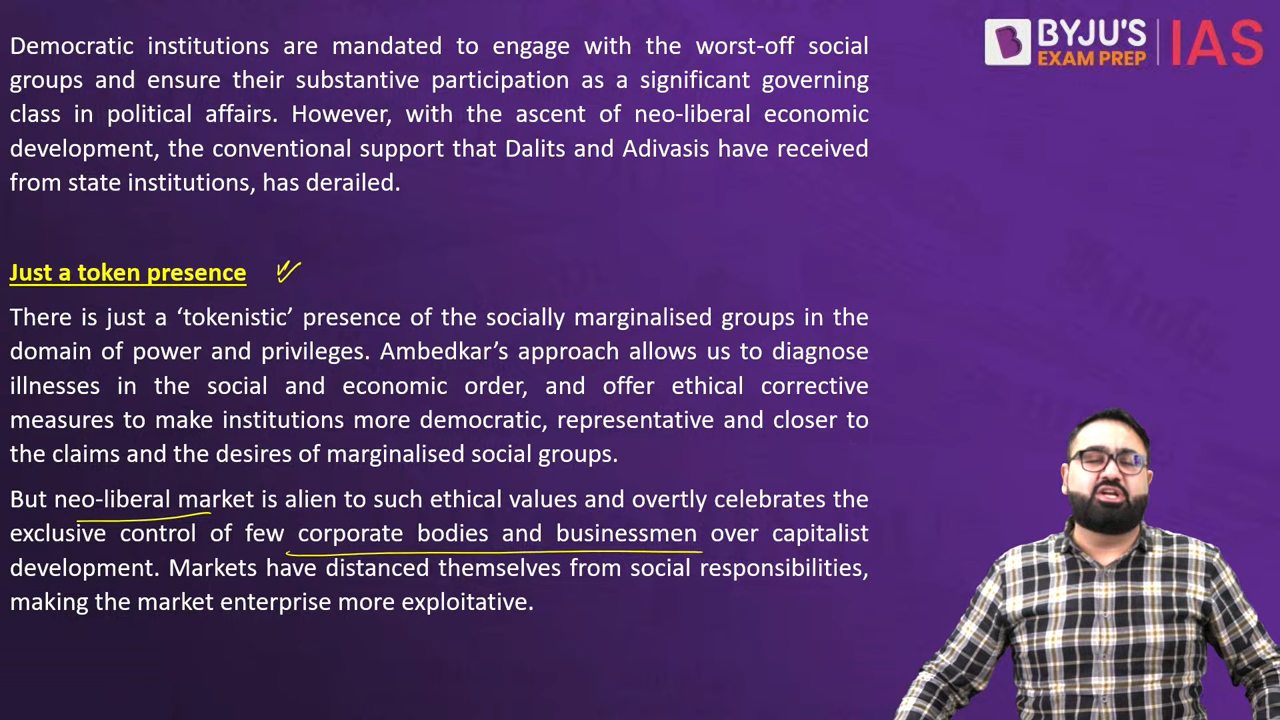 Democratic institutions are mandated to engage with the worst-off social
groups and ensure their substantive participation as a significant governing
class in political affairs. However, with the ascent of neo-liberal economic
development, the conventional support that Dalits and Adivasis have received
from state institutions, has derailed.
BYJU'S
EXAM PREP
IAS
Just a token presence
There is just a ‘tokenistic’ presence of the socially marginalised groups in the
domain of power and privileges. Ambedkar’s approach allows us to diagnose
illnesses in the social and economic order, and offer ethical corrective
measures to make institutions more democratic, representative and closer to
the claims and the desires of marginalised social groups.
But neo-liberal market is alien to such ethical values and overtly celebrates the
exclusive control of few corporate bodies and businessmen over capitalist
development. Markets have distanced themselves from social responsibilities,
making the market enterprise more exploitative.